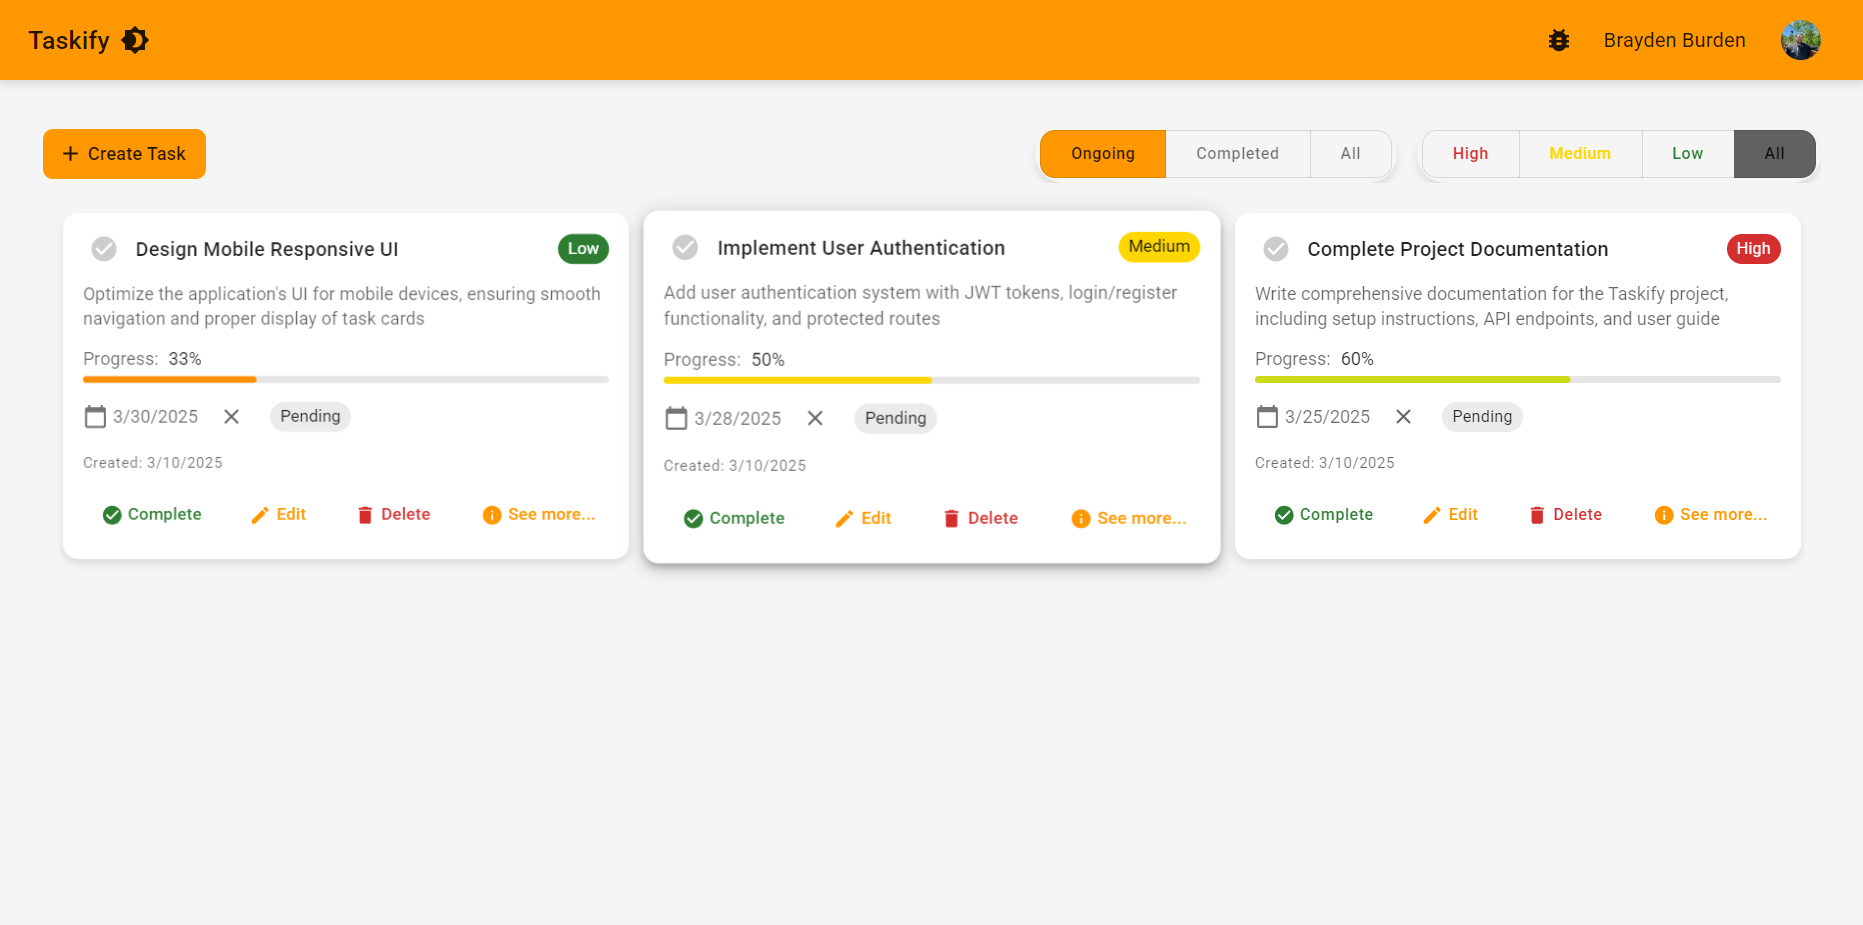 Taskify
Brayden Burden
+ Create Task
Ongoing
Completed
All
High
Medium
Low
All
Design Mobile Responsive UI
Low
Optimize the application's UI for mobile devices, ensuring smooth
navigation and proper display of task cards
Progress: 33%
3/30/2025
Pending
Created: 3/10/2025
Complete
Edit
Delete
See more...
Implement User Authentication
Medium
Add user authentication system with JWT tokens, login/register
functionality, and protected routes
Progress: 50%
3/28/2025
Pending
Created: 3/10/2025
Complete
Edit
Delete
See more...
Complete Project Documentation
High
Write comprehensive documentation for the Taskify project,
including setup instructions, API endpoints, and user guide
Progress: 60%
3/25/2025
Pending
Created: 3/10/2025
Complete
Edit
Delete
See more...